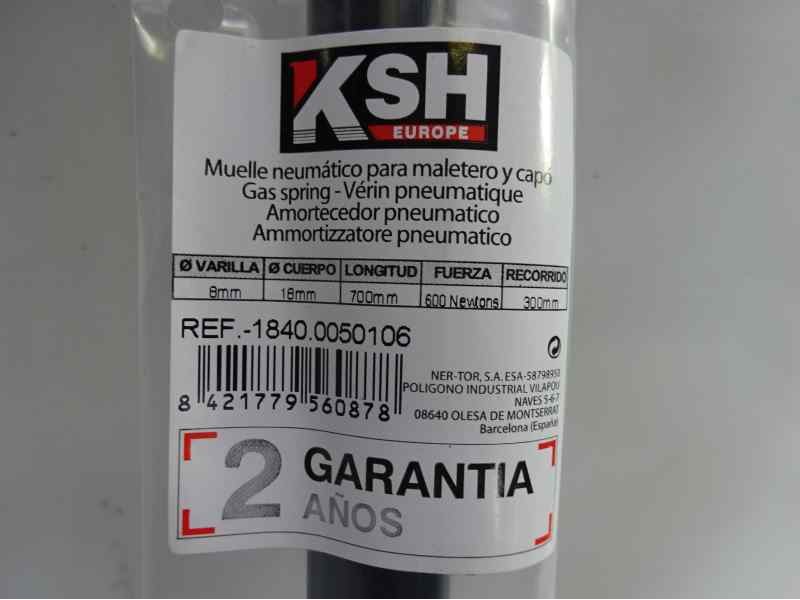 KSH
EUROPE
Muelle neumático para maletero y capó
Gas spring - Vérin pneumatique
Amortecedor pneumatico
Ammortizzatore pneumatico
Ø VARILLA Ø CUERPO LONGITUD FUERZA RECORRIDO
8mm 18mm 700mm 600 Newtons 300mm
REF.-1840.0050106
8 421779 560878
NER-TOR, S.A. ESA-58798958
POLIGONO INDUSTRIAL VILAPOU
NAVES 5-6-7
08640 OLESA DE MONTSERRAT
Barcelona (España)
2 GARANTIA
AÑOS